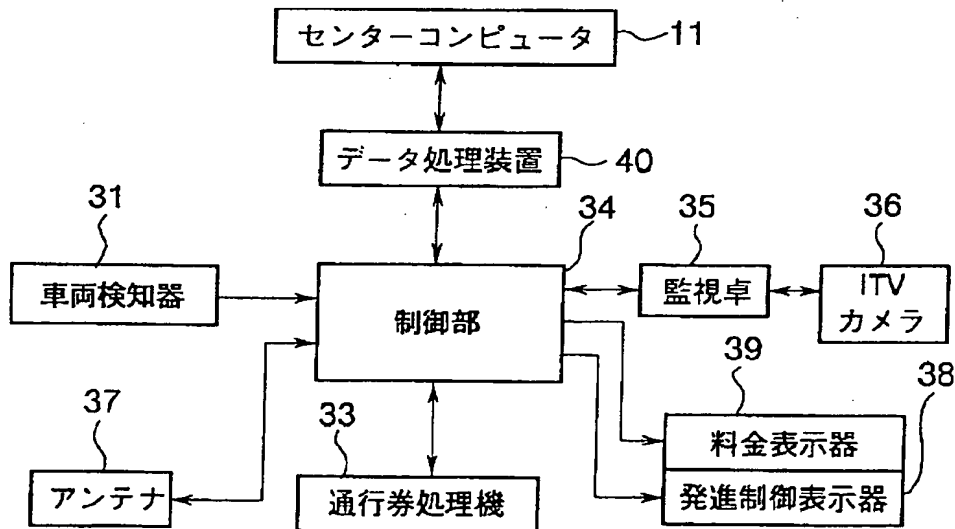 センターコンピュータ
11
データ処理装置
40
31
34
35
36
車両検知器
制御部
監視卓
ITV
カメラ
37
33
39
38
アンテナ
通行券処理機
料金表示器
発進制御表示器